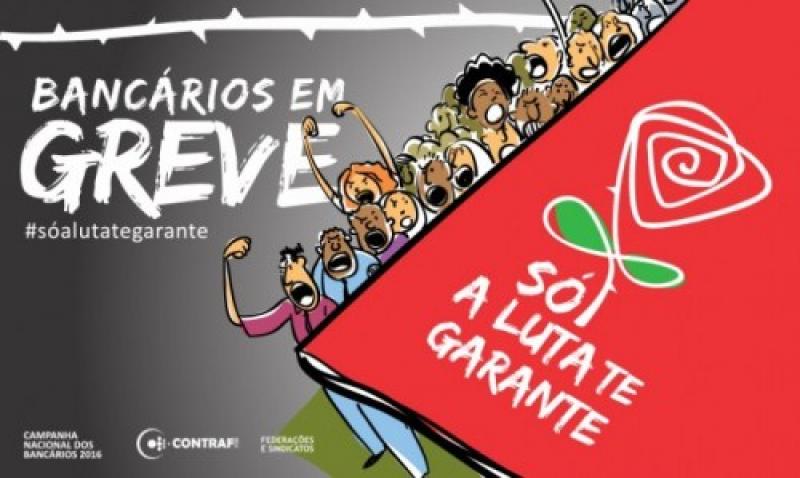 BANCÁRIOS EM
GREVE
#sóalutategarante
SÓ
A LUTA TE
GARANTE
CAMPANHA
NACIONAL DOS
BANCÁRIOS 2016
CONTRAF
FEDERAÇÕES
E SINDICATOS